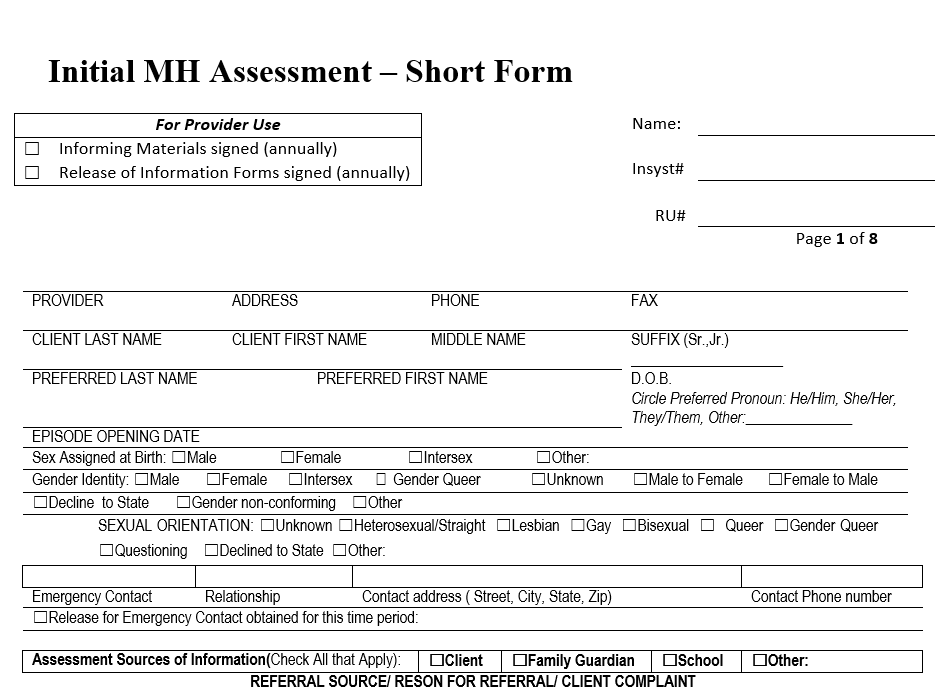 Initial MH Assessment – Short Form
For Provider Use
☐ Informing Materials signed (annually)
☐ Release of Information Forms signed (annually)
Name:
Insyst#
RU#
Page 1 of 8
PROVIDER ADDRESS PHONE FAX
CLIENT LAST NAME CLIENT FIRST NAME MIDDLE NAME SUFFIX (Sr.,Jr.)
PREFERRED LAST NAME PREFERRED FIRST NAME D.O.B.
Circle Preferred Pronoun: He/Him, She/Her,
They/Them, Other:_____________
EPISODE OPENING DATE
Sex Assigned at Birth: ☐Male ☐Female ☐Intersex ☐Other:
Gender Identity: ☐Male ☐Female ☐Intersex ☐ Gender Queer ☐Unknown ☐Male to Female ☐Female to Male
☐Decline to State ☐Gender non-conforming ☐Other
SEXUAL ORIENTATION: ☐Unknown ☐Heterosexual/Straight ☐Lesbian ☐Gay ☐Bisexual ☐ Queer ☐Gender Queer
☐Questioning ☐Declined to State ☐Other:
Emergency Contact Relationship Contact address ( Street, City, State, Zip) Contact Phone number
☐Release for Emergency Contact obtained for this time period:
Assessment Sources of Information(Check All that Apply): ☐Client ☐Family Guardian ☐School ☐Other:
REFERRAL SOURCE/ RESON FOR REFERRAL/ CLIENT COMPLAINT